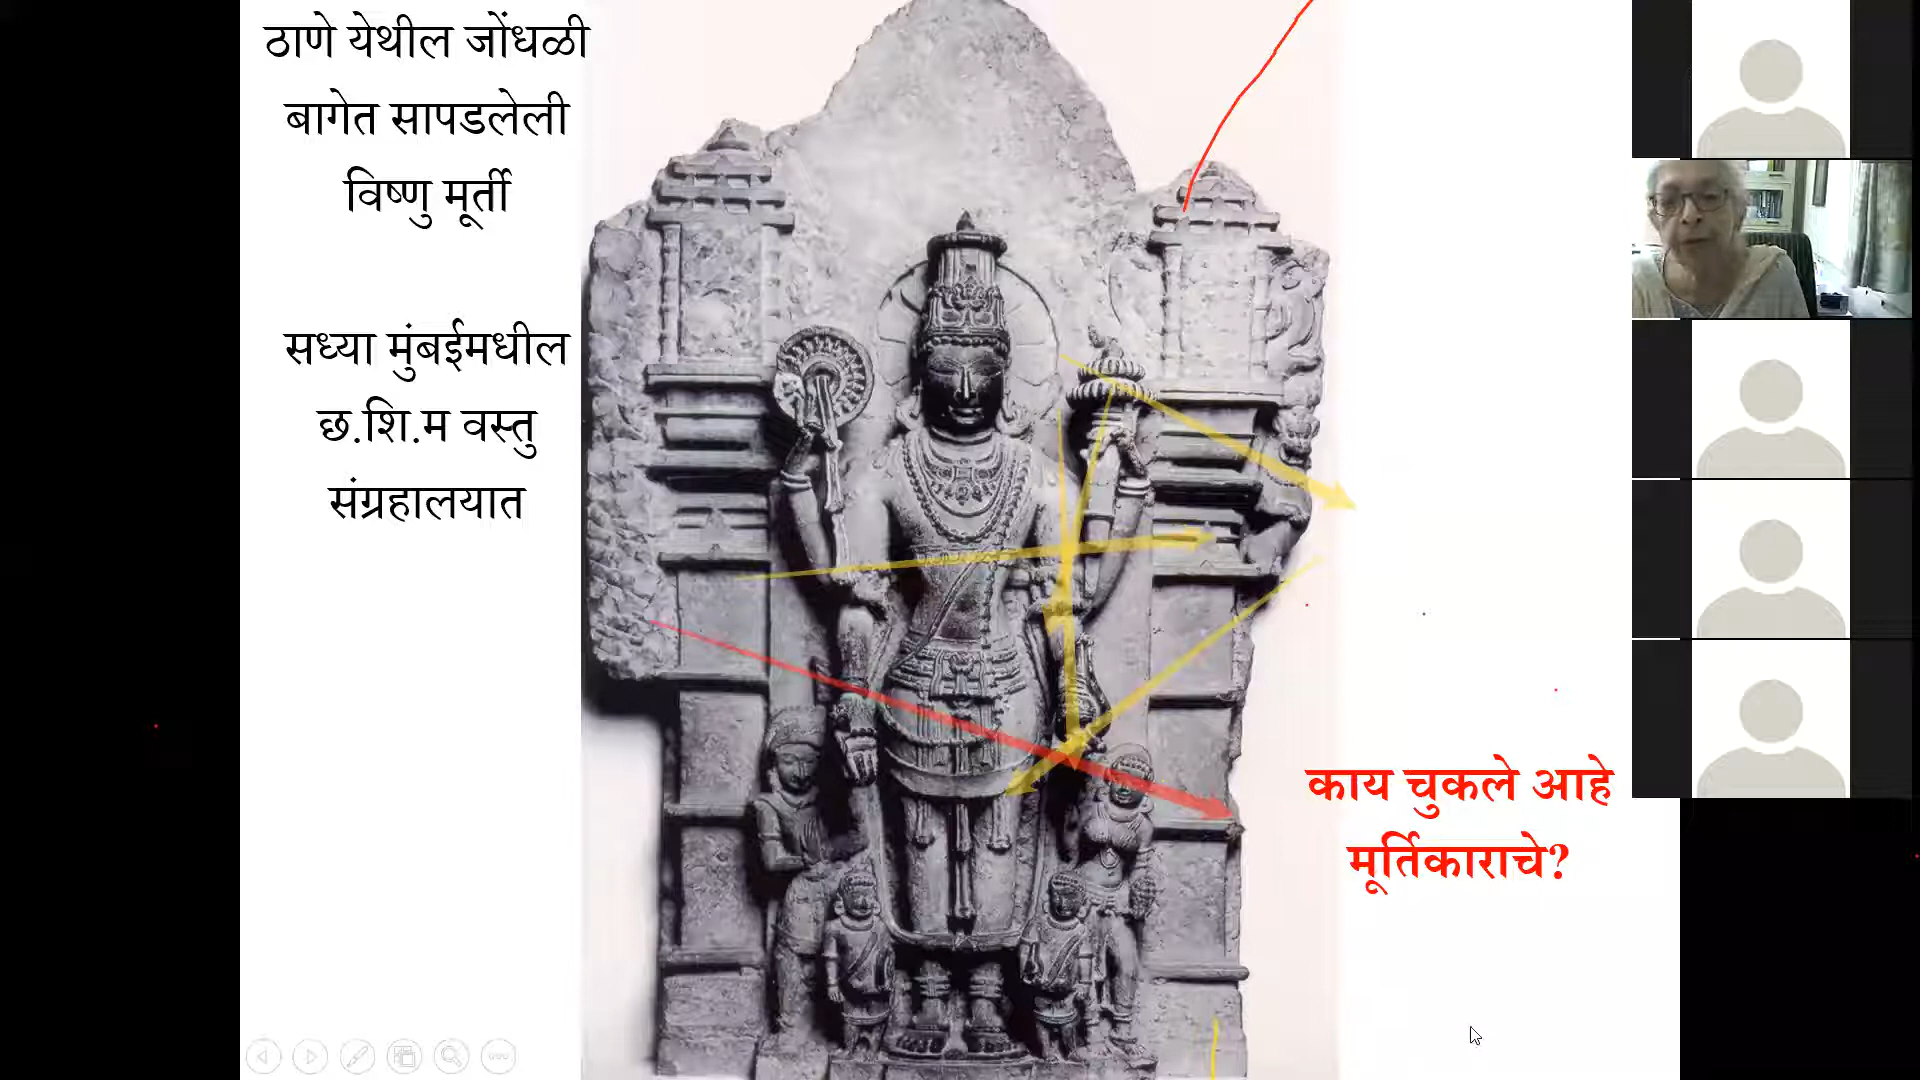 ठाणे येथील जोंधळी
बागेत सापडलेली
विष्णु मूर्ती
सध्या मुंबईमधील
छ.शि.म वस्तु
संग्रहालयात
काय चुकले आहे
मूर्तिकाराचे?